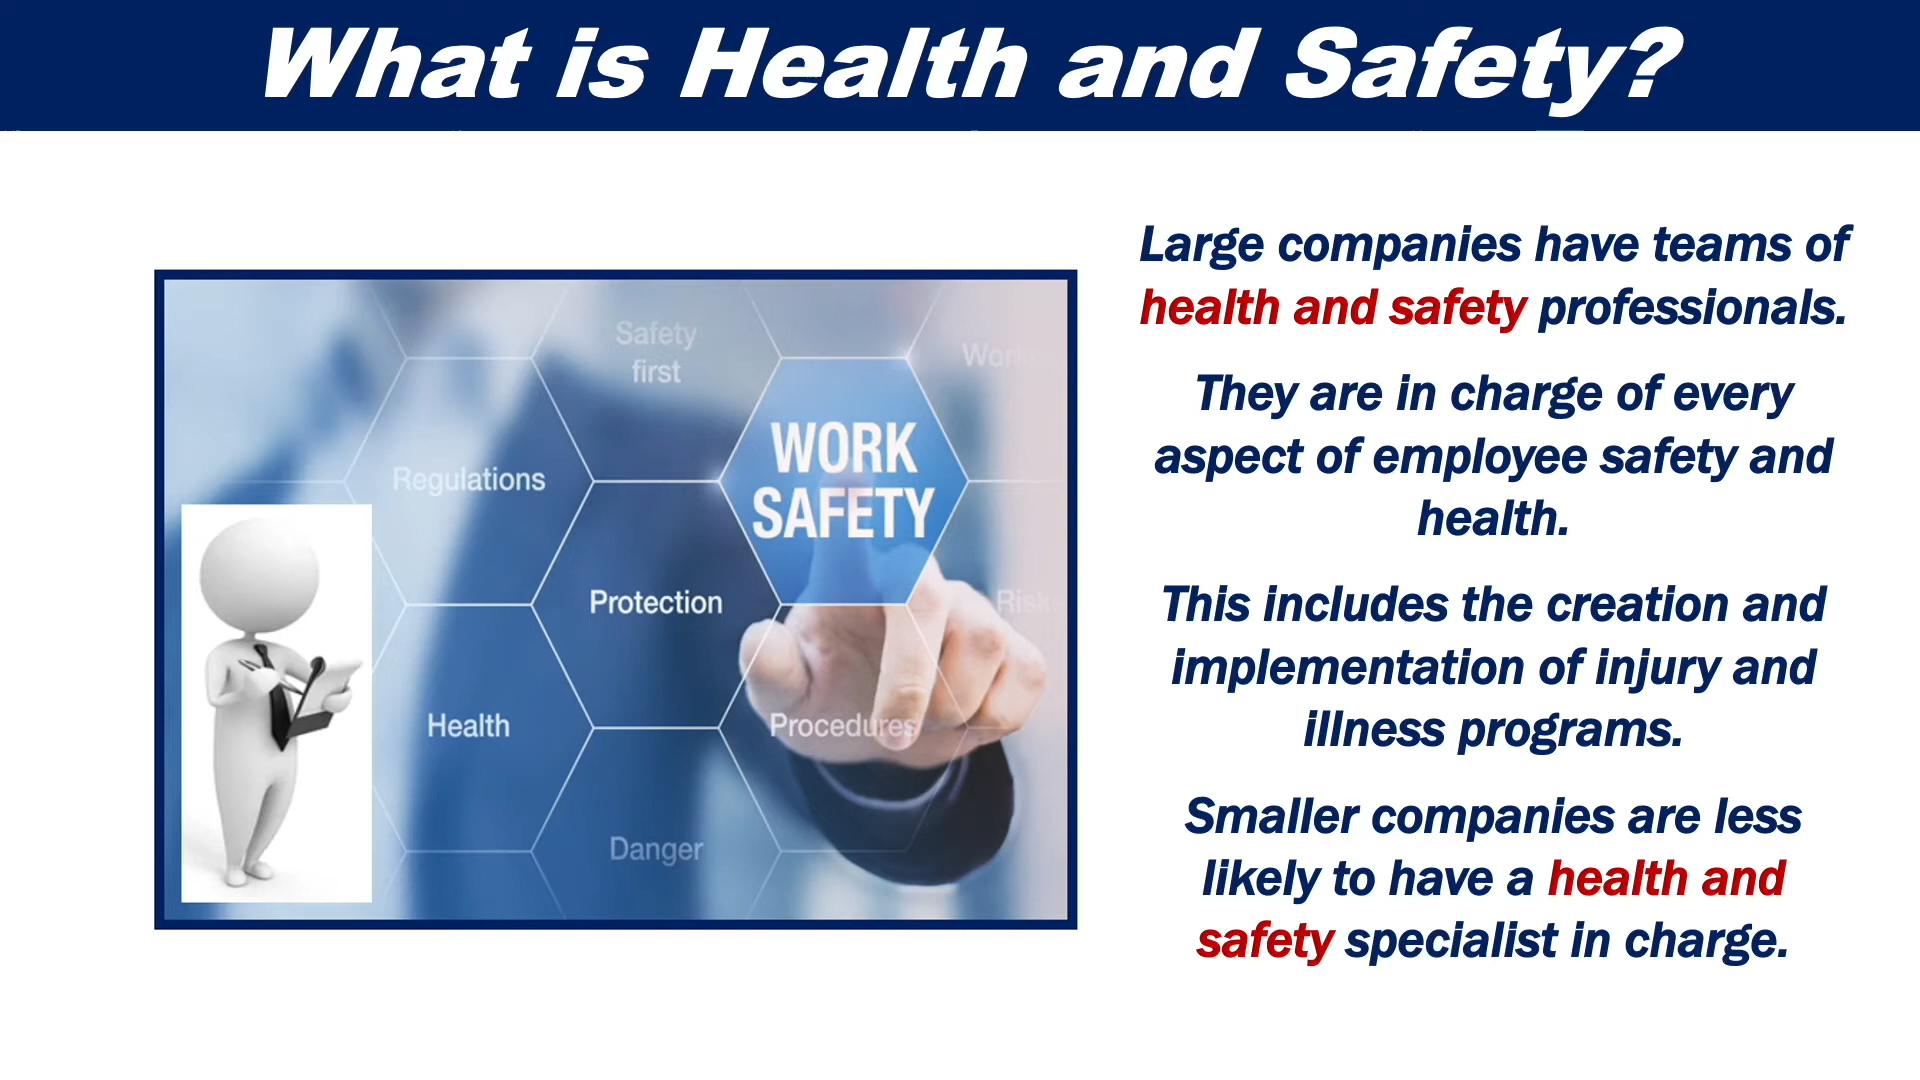 What is Health and Safety?
Large companies have teams of
health and safety professionals.
They are in charge of every
aspect of employee safety and
health.
This includes the creation and
implementation of injury and
illness programs.
Smaller companies are less
likely to have a health and
safety specialist in charge.
Safety
first
Work
WORK
SAFETY
Regulations
Protection
Risk
Health
Procedures
Danger